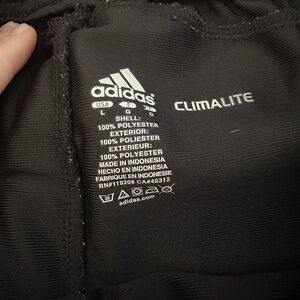 adidas
CLIMALITE
USA
L G G
SHELL:
100% POLYESTER
EXTERIOR:
100% POLIESTER
EXTERIEUR:
100% POLYESTER
MADE IN INDONESIA
HECHO EN INDONESIA
FABRIQUE EN INDONESIE
RN#119208 CA#40312
adidas.com